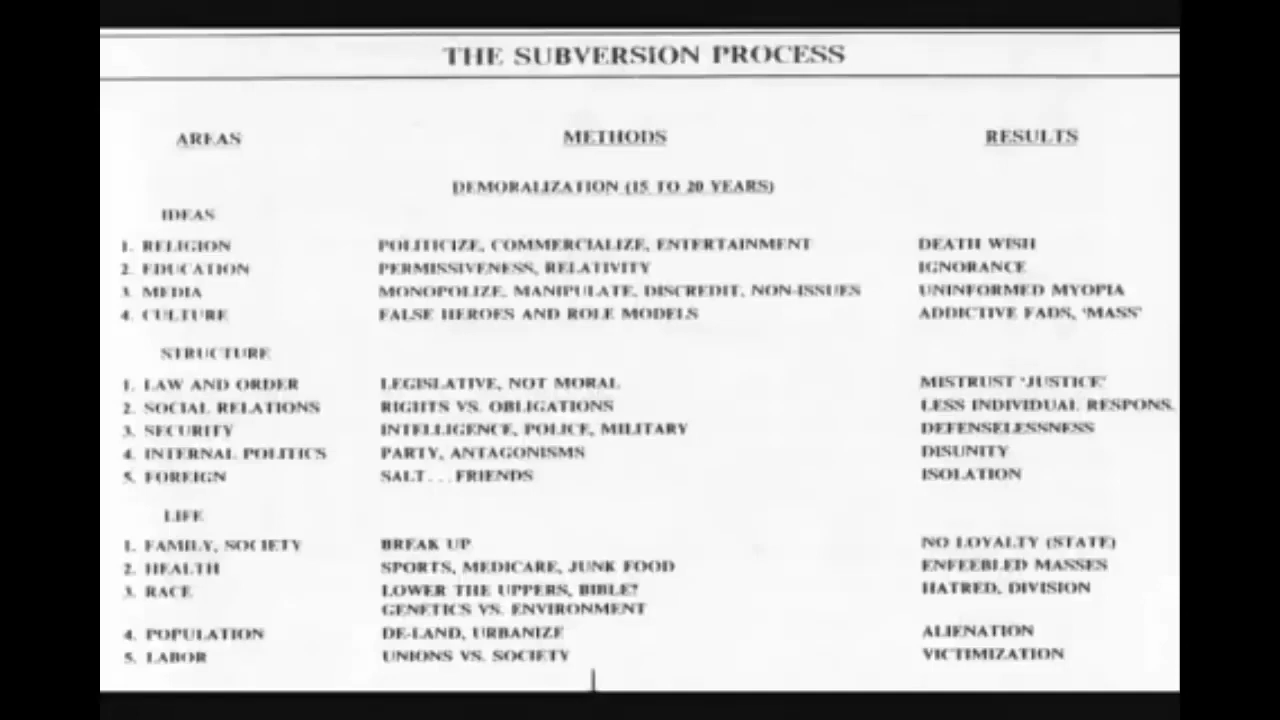 THE SUBVERSION PROCESS
AREAS METHODS RESULTS
DEMORALIZATION (15 TO 20 YEARS)
IDEAS
1. RELIGION POLITICIZE, COMMERCIALIZE, ENTERTAINMENT DEATH WISH
2. EDUCATION PERMISSIVENESS, RELATIVITY IGNORANCE
3. MEDIA MONOPOLIZE, MANIPULATE, DISCREDIT, NON-ISSUES UNINFORMED MYOPIA
4. CULTURE FALSE HEROES AND ROLE MODELS ADDICTIVE FADS, 'MASS'
STRUCTURE
1. LAW AND ORDER LEGISLATIVE, NOT MORAL MISTRUST 'JUSTICE'
2. SOCIAL RELATIONS RIGHTS VS. OBLIGATIONS LESS INDIVIDUAL RESPONS.
3. SECURITY INTELLIGENCE, POLICE, MILITARY DEFENSELESSNESS
4. INTERNAL POLITICS PARTY, ANTAGONISMS DISUNITY
5. FOREIGN SALT . . . FRIENDS ISOLATION
LIFE
1. FAMILY, SOCIETY BREAK UP NO LOYALTY (STATE)
2. HEALTH SPORTS, MEDICARE, JUNK FOOD ENFEEBLED MASSES
3. RACE LOWER THE UPPERS, BIBLE? HATRED, DIVISION
GENETICS VS. ENVIRONMENT
4. POPULATION DE-LAND, URBANIZE ALIENATION
5. LABOR UNIONS VS. SOCIETY VICTIMIZATION